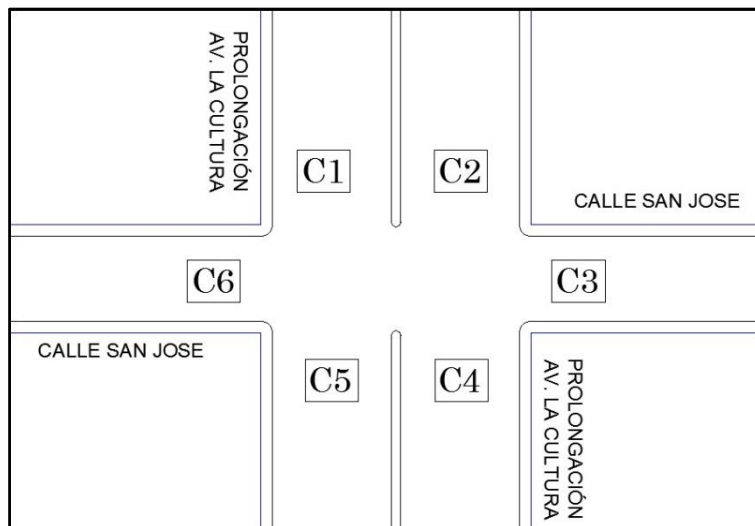 PROLONGACIÓN
AV. LA CULTURA
C1
C2
CALLE SAN JOSE
C6
C3
CALLE SAN JOSE
C5
C4
PROLONGACIÓN
AV. LA CULTURA